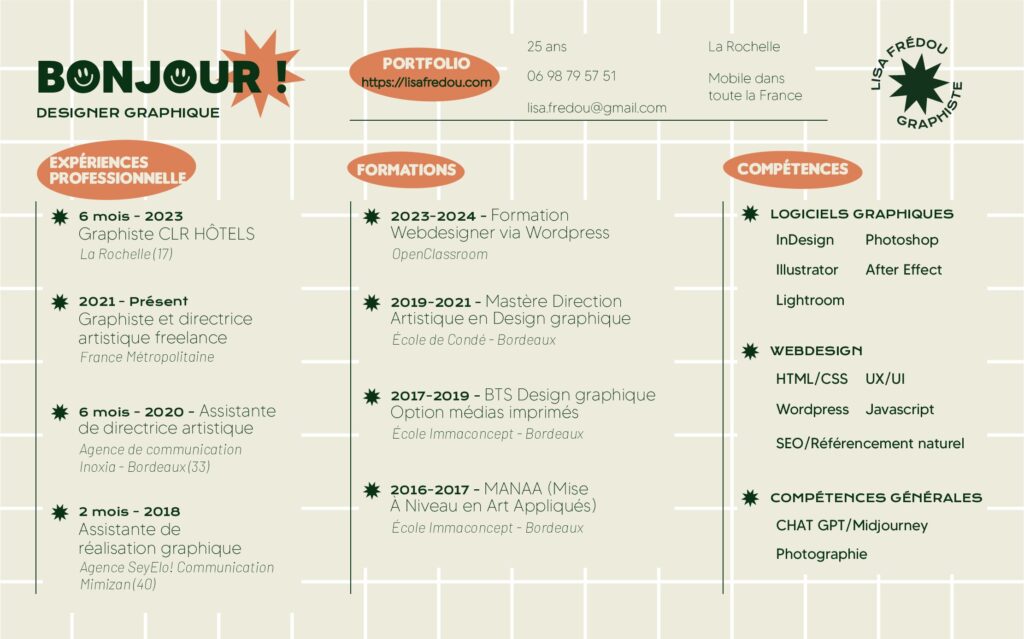 BONJOUR !
DESIGNER GRAPHIQUE
PORTFOLIO
https://lisafredou.com
25 ans
06 98 79 57 51
lisa.fredou@gmail.com
La Rochelle
Mobile dans
toute la France
LISA FRÉDOU
GRAPHISTE
EXPÉRIENCES
PROFESSIONNELLE
6 mois - 2023
Graphiste CLR HÔTELS
La Rochelle (17)
2021 - Présent
Graphiste et directrice
artistique freelance
France Métropolitaine
6 mois - 2020 - Assistante
de directrice artistique
Agence de communication
Inoxia - Bordeaux (33)
2 mois - 2018
Assistante de
réalisation graphique
Agence SeyElo! Communication
Mimizan (40)
FORMATIONS
2023-2024 - Formation
Webdesigner via Wordpress
OpenClassroom
2019-2021 - Mastère Direction
Artistique en Design graphique
École de Condé - Bordeaux
2017-2019 - BTS Design graphique
Option médias imprimés
École Immaconcept - Bordeaux
2016-2017 - MANAA (Mise
À Niveau en Art Appliqués)
École Immaconcept - Bordeaux
COMPÉTENCES
LOGICIELS GRAPHIQUES
InDesign Photoshop
Illustrator After Effect
Lightroom
WEBDESIGN
HTML/CSS UX/UI
Wordpress Javascript
SEO/Référencement naturel
COMPÉTENCES GÉNÉRALES
CHAT GPT/Midjourney
Photographie